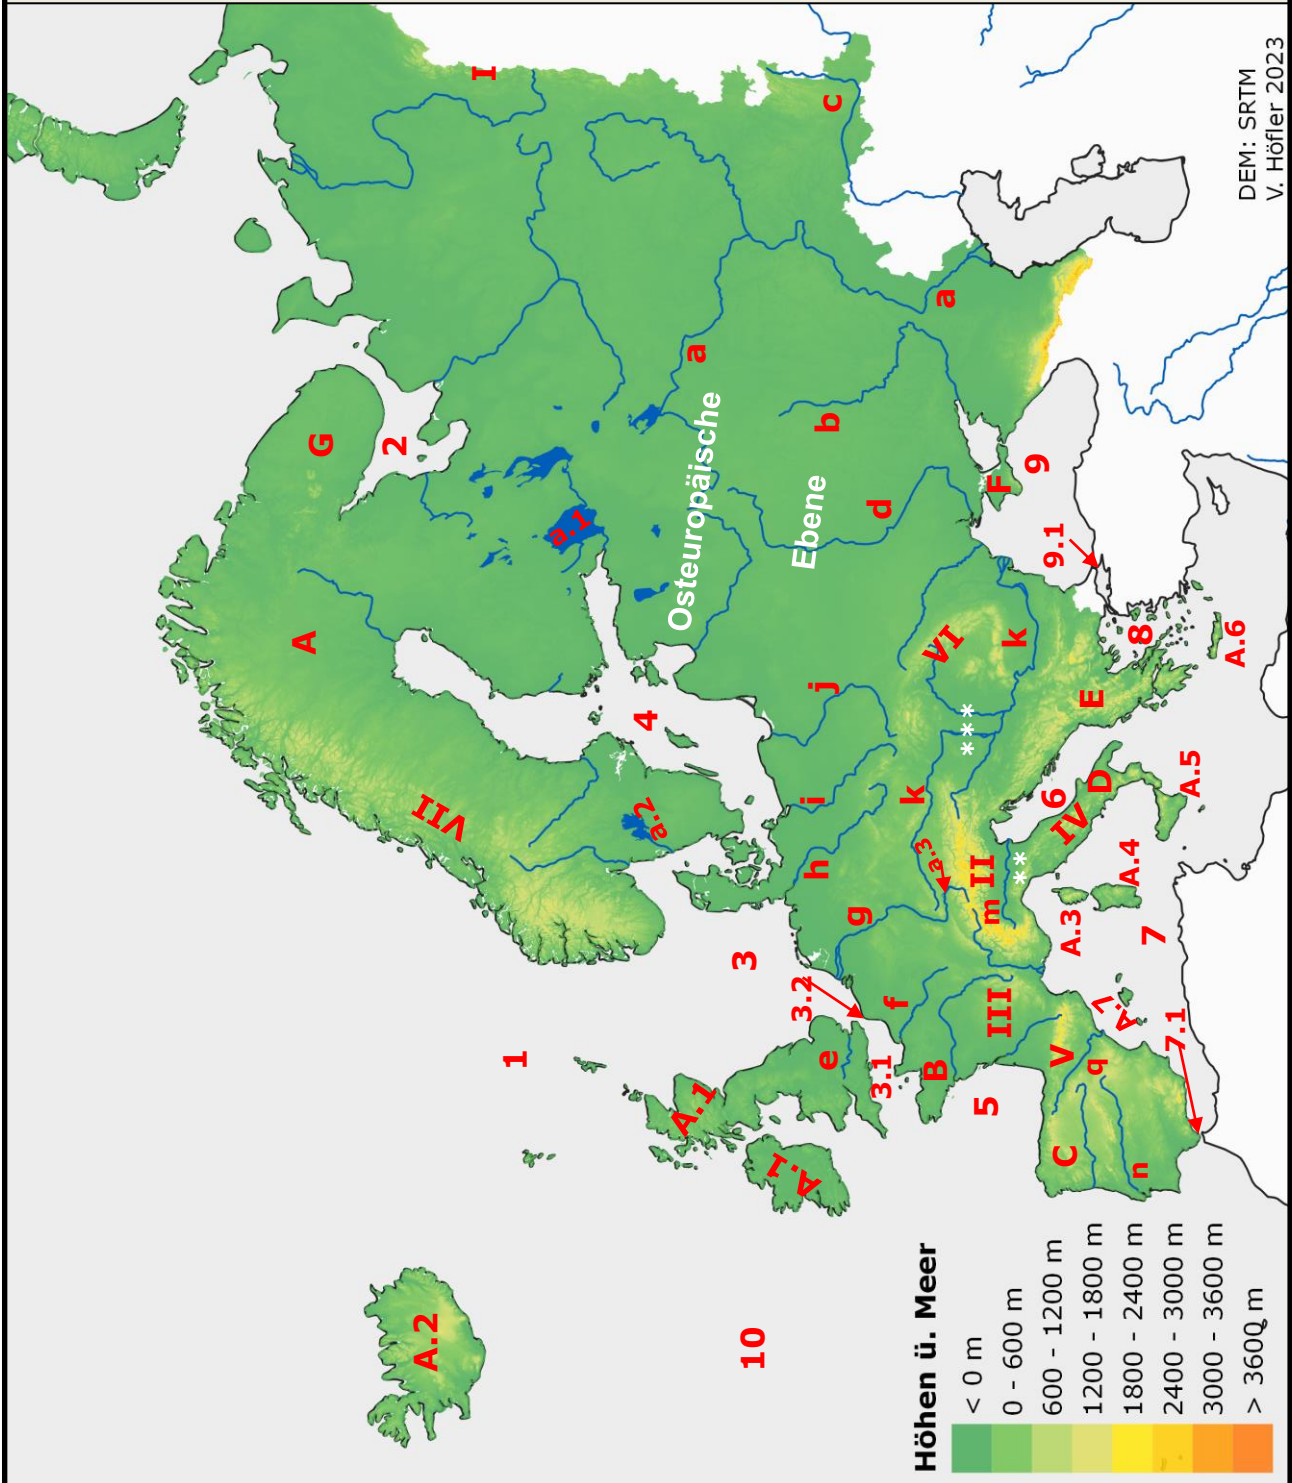 I
c
DEM: SRTM
V. Höfler 2023
a
a
G
2
b
9
F
*
d
a.1
Osteuropäische
Ebene
9.1
A
VI
k
8
A.6
j
4
E
***
VII
a.2
i
k
6
D
A.5
IV
h
a.3
II
**
A.4
g
m
A.3
7
3
3.2
f
III
A.7
7.1
1
e
3.1
B
V
q
A.1
5
A.1
C
n
A.2
10
Höhen ü. Meer
< 0 m
0 - 600 m
600 - 1200 m
1200 - 1800 m
1800 - 2400 m
2400 - 3000 m
3000 - 3600 m
> 3600 m